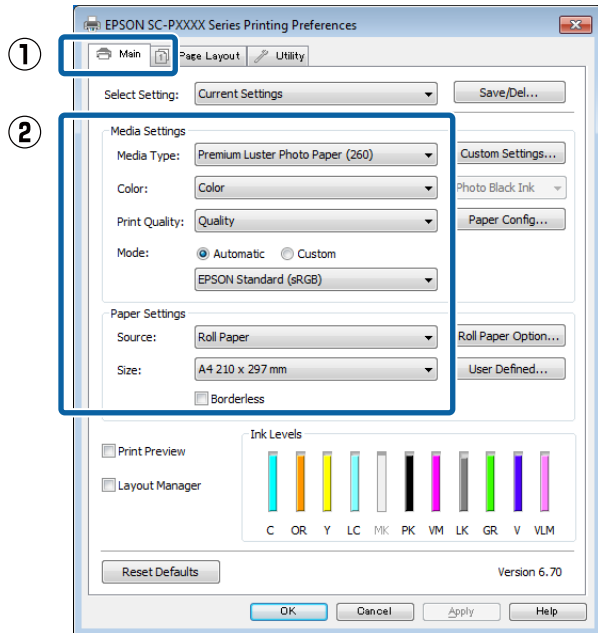 EPSON SC-PXXXX Series Printing Preferences
① Main Page Layout Utility
Select Setting: Current Settings Save/Del...
②
Media Settings
Media Type: Premium Luster Photo Paper (260) Custom Settings...
Color: Color Photo Black Ink
Print Quality: Quality Paper Config...
Mode: Automatic Custom
EPSON Standard (sRGB)
Paper Settings
Source: Roll Paper Roll Paper Option...
Size: A4 210 x 297 mm User Defined...
Borderless
Ink Levels
Print Preview
Layout Manager
C OR Y LC MK PK VM LK GR V VLM
Reset Defaults Version 6.70
OK Cancel Apply Help